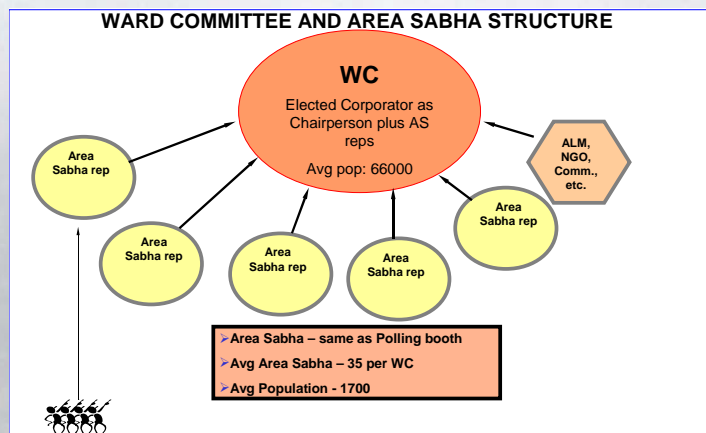 WARD COMMITTEE AND AREA SABHA STRUCTURE
WC
Elected Corporator as
Chairperson plus AS
reps
Avg pop: 66000
ALM,
NGO,
Comm.,
etc.
Area
Sabha rep
Area
Sabha rep
Area
Sabha rep
Area
Sabha rep
Area
Sabha rep
➢Area Sabha – same as Polling booth
➢Avg Area Sabha – 35 per WC
➢Avg Population - 1700